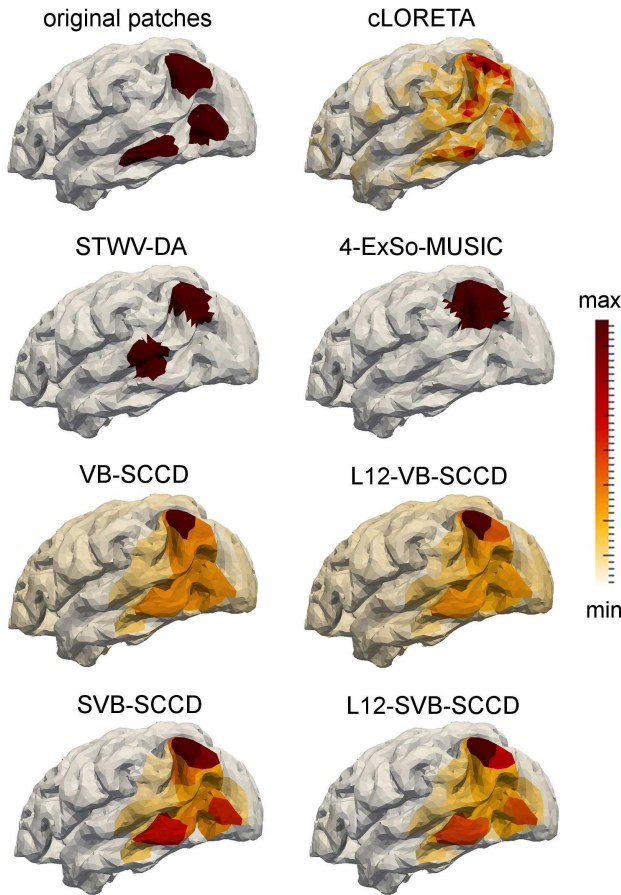 original patches
cLORETA
STWV-DA
4-ExSo-MUSIC
max
VB-SCCD
L12-VB-SCCD
min
SVB-SCCD
L12-SVB-SCCD